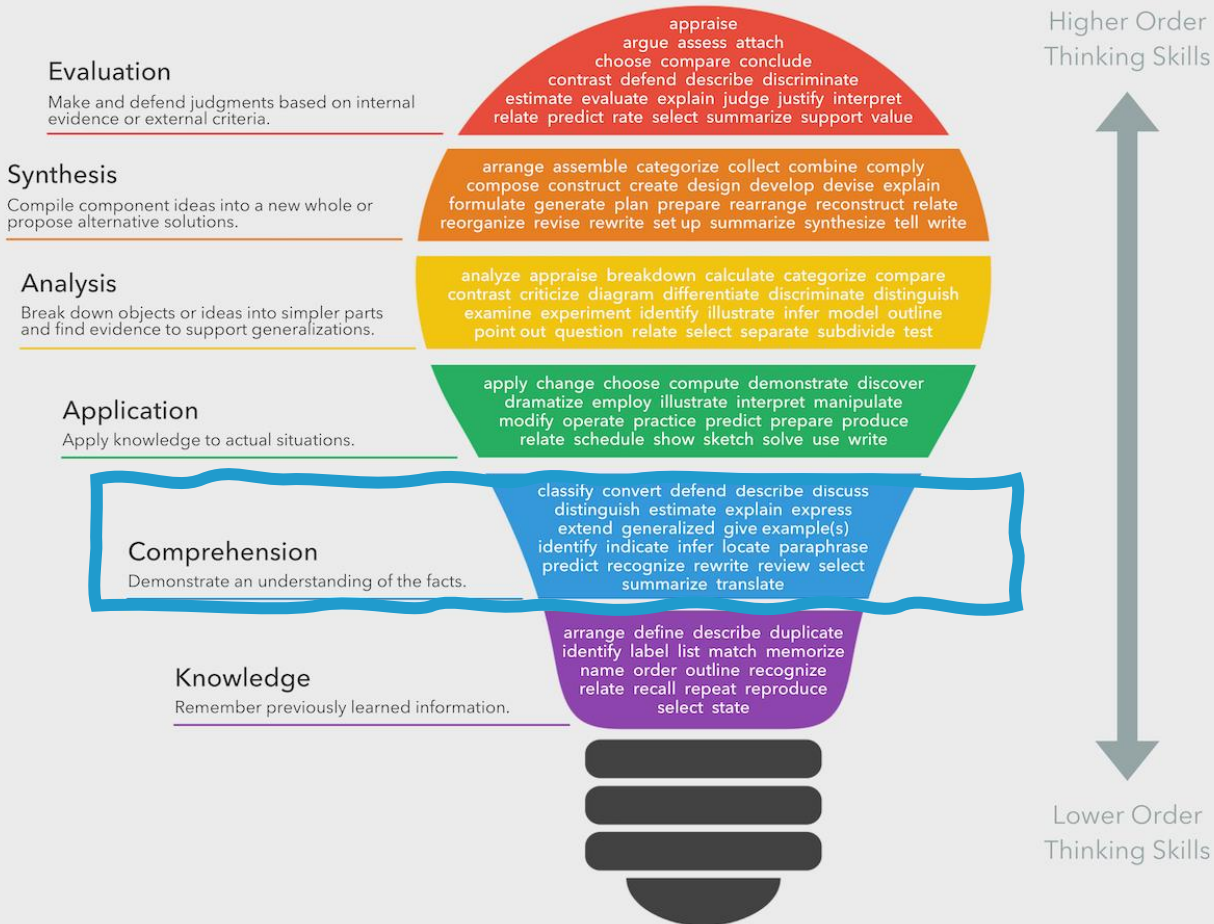 Higher Order
Thinking Skills
Evaluation
Make and defend judgments based on internal
evidence or external criteria.
appraise
argue assess attach
choose compare conclude
contrast defend describe discriminate
estimate evaluate explain judge justify interpret
relate predict rate select summarize support value
Synthesis
Compile component ideas into a new whole or
propose alternative solutions.
arrange assemble categorize collect combine comply
compose construct create design develop devise explain
formulate generate plan prepare rearrange reconstruct relate
reorganize revise rewrite set up summarize synthesize tell write
Analysis
Break down objects or ideas into simpler parts
and find evidence to support generalizations.
analyze appraise breakdown calculate categorize compare
contrast criticize diagram differentiate discriminate distinguish
examine experiment identify illustrate infer model outline
point out question relate select separate subdivide test
Application
Apply knowledge to actual situations.
apply change choose compute demonstrate discover
dramatize employ illustrate interpret manipulate
modify operate practice predict prepare produce
relate schedule show sketch solve use write
Comprehension
Demonstrate an understanding of the facts.
classify convert defend describe discuss
distinguish estimate explain express
extend generalized give example(s)
identify indicate infer locate paraphrase
predict recognize rewrite review select
summarize translate
Knowledge
Remember previously learned information.
arrange define describe duplicate
identify label list match memorize
name order outline recognize
relate recall repeat reproduce
select state
Lower Order
Thinking Skills